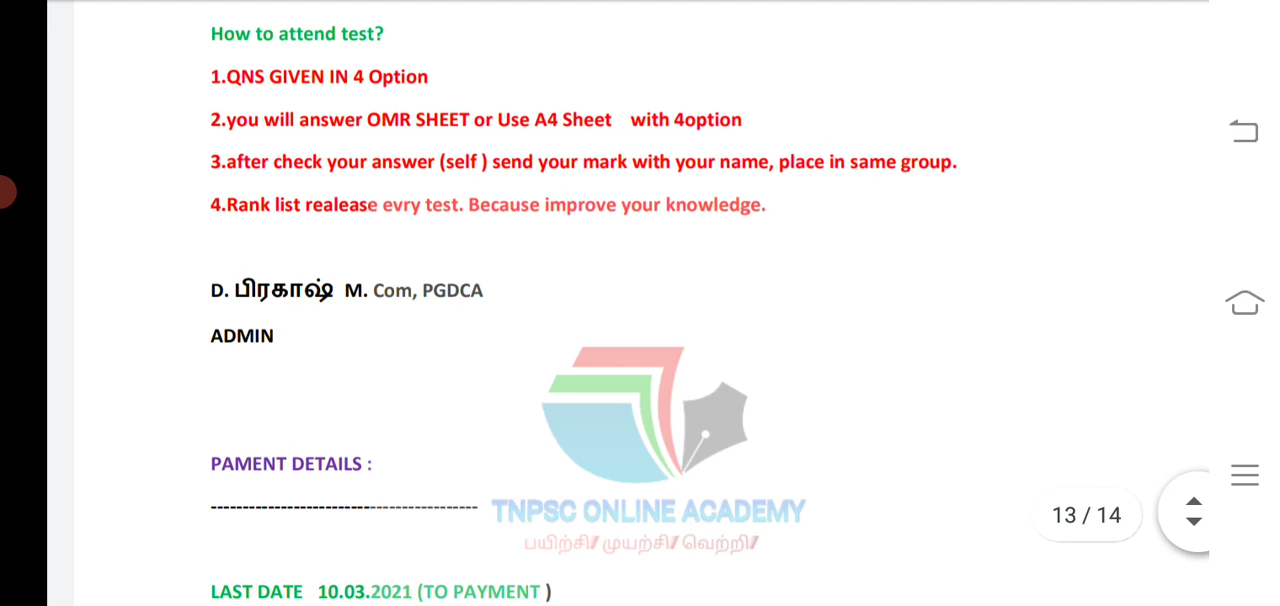 How to attend test?
1.QNS GIVEN IN 4 Option
2.you will answer OMR SHEET or Use A4 Sheet with 4option
3.after check your answer (self ) send your mark with your name, place in same group.
4.Rank list realease evry test. Because improve your knowledge.
D. பிரகாஷ் M. Com, PGDCA
ADMIN
PAMENT DETAILS :
-----------------------------------------
TNPSC ONLINE ACADEMY
பயிற்சி/ முயற்சி/ வெற்றி/
13 / 14
LAST DATE 10.03.2021 (TO PAYMENT )